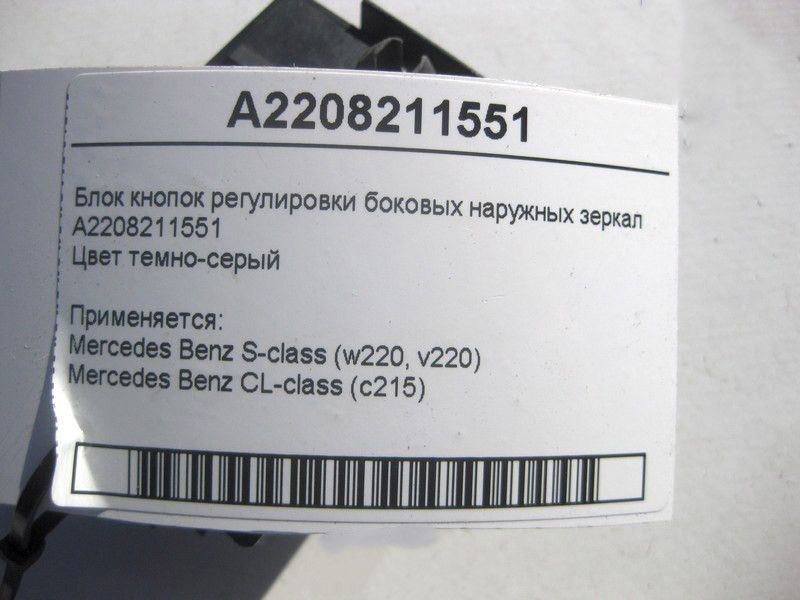 A2208211551
Блок кнопок регулировки боковых наружных зеркал
A2208211551
Цвет темно-серый
Применяется:
Mercedes Benz S-class (w220, v220)
Mercedes Benz CL-class (c215)